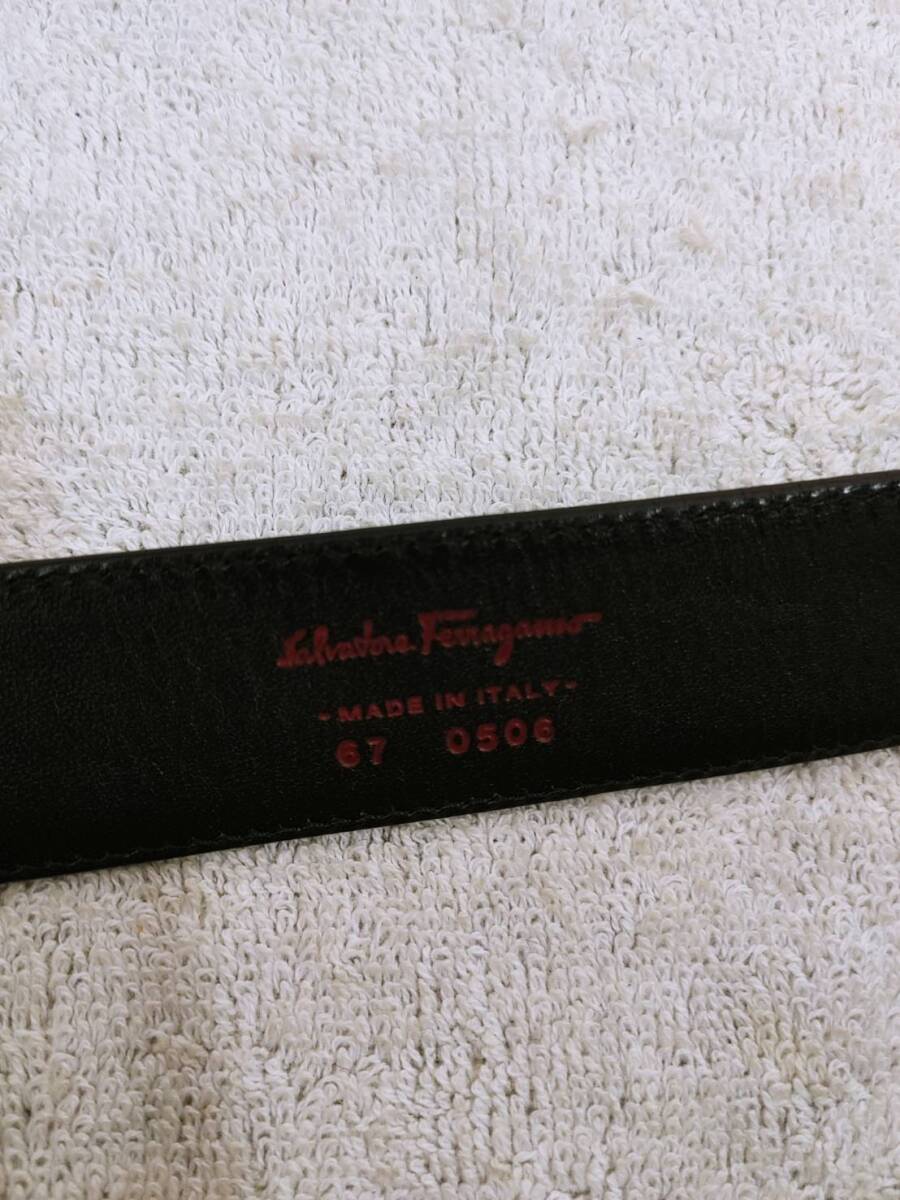 Salvatore Ferragamo
-MADE IN ITALY-
67 0506